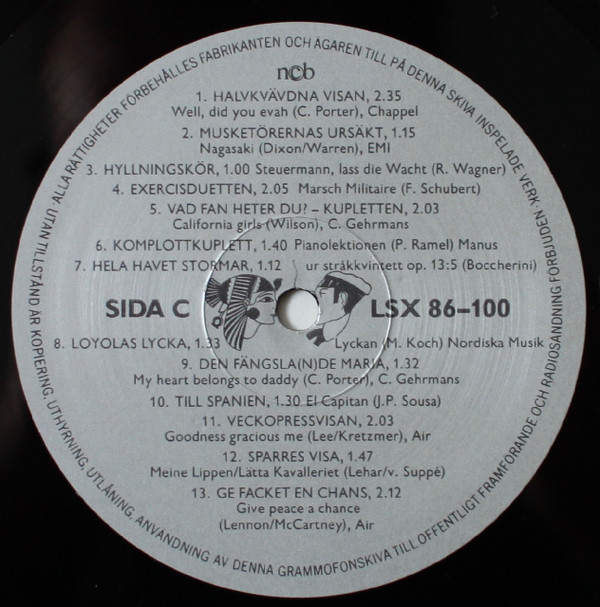 ncb
1. HALVKVÄVDNA VISAN, 2.35
Well, did you evah (C. Porter), Chappel
2. MUSKETÖRERNAS URSÄKT, 1.15
Nagasaki (Dixon/Warren), EMI
3. HYLLNINGSKÖR, 1.00 Steuermann, lass die Wacht (R. Wagner)
4. EXERCISDUETTEN, 2.05 Marsch Militaire (F. Schubert)
5. VAD FAN HETER DU? – KUPLETTEN, 2.03
California girls (Wilson), C. Gehrmans
6. KOMPLOTTKUPLETT, 1.40 Pianolektionen (P. Ramel) Manus
7. HELA HAVET STORMAR, 1.12 ur stråkkvintett op. 13:5 (Boccherini)
SIDA C LSX 86–100
8. LOYOLAS LYCKA, 1.33 Lyckan (M. Koch) Nordiska Musik
9. DEN FÄNGSLA(N)DE MARIA, 1.32
My heart belongs to daddy (C. Porter), C. Gehrmans
10. TILL SPANIEN, 1.30 El Capitan (J.P. Sousa)
11. VECKOPRESSVISAN, 2.03
Goodness gracious me (Lee/Kretzmer), Air
12. SPARRES VISA, 1.47
Meine Lippen/Lätta Kavalleriet (Lehar/v. Suppé)
13. GE FACKET EN CHANS, 2.12
Give peace a chance
(Lennon/McCartney), Air
ALLA RÄTTIGHETER FÖRBEHÅLLES FABRIKANTEN OCH ÄGAREN TILL PÅ DENNA SKIVA INSPELADE VERK · UTAN TILLSTÅND ÄR KOPIERING, UTHYRNING, UTLÅNING, ANVÄNDNING AV DENNA GRAMMOFONSKIVA TILL OFFENTLIGT FRAMFÖRANDE OCH RADIOSÄNDNING FÖRBJUDEN